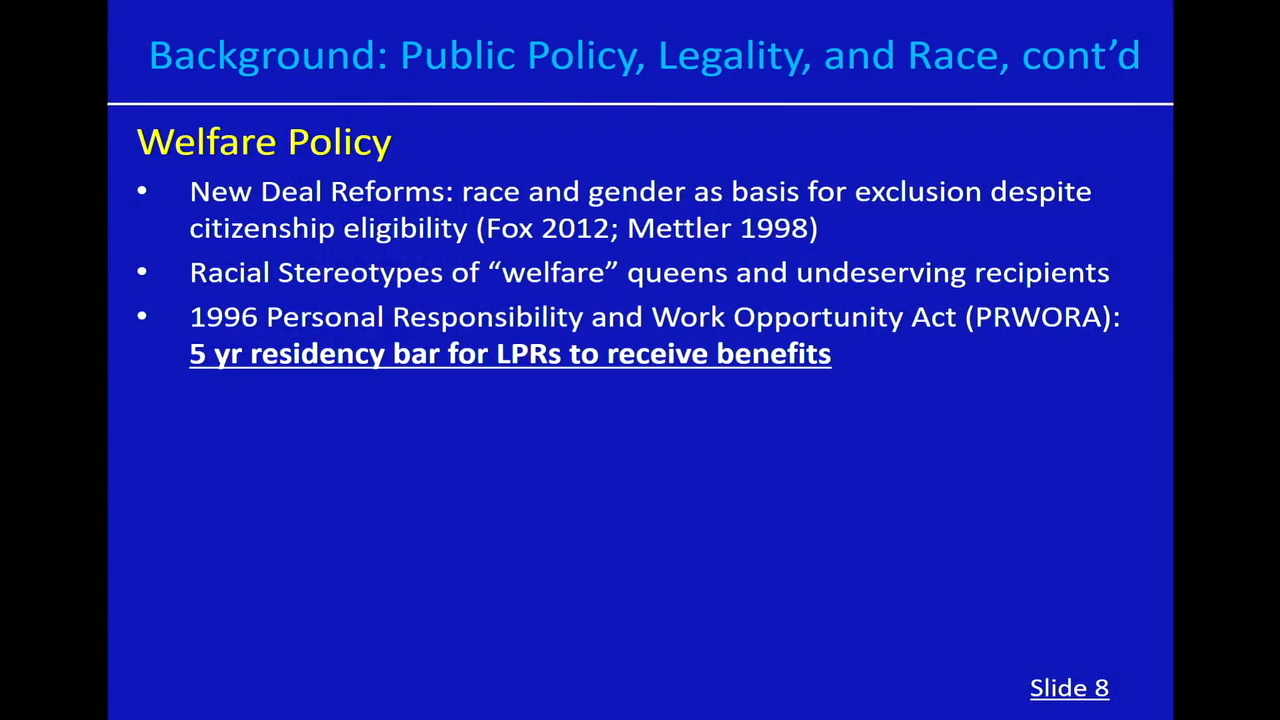 Background: Public Policy, Legality, and Race, cont’d
Welfare Policy
• New Deal Reforms: race and gender as basis for exclusion despite
citizenship eligibility (Fox 2012; Mettler 1998)
• Racial Stereotypes of “welfare” queens and undeserving recipients
• 1996 Personal Responsibility and Work Opportunity Act (PRWORA):
5 yr residency bar for LPRs to receive benefits
Slide 8